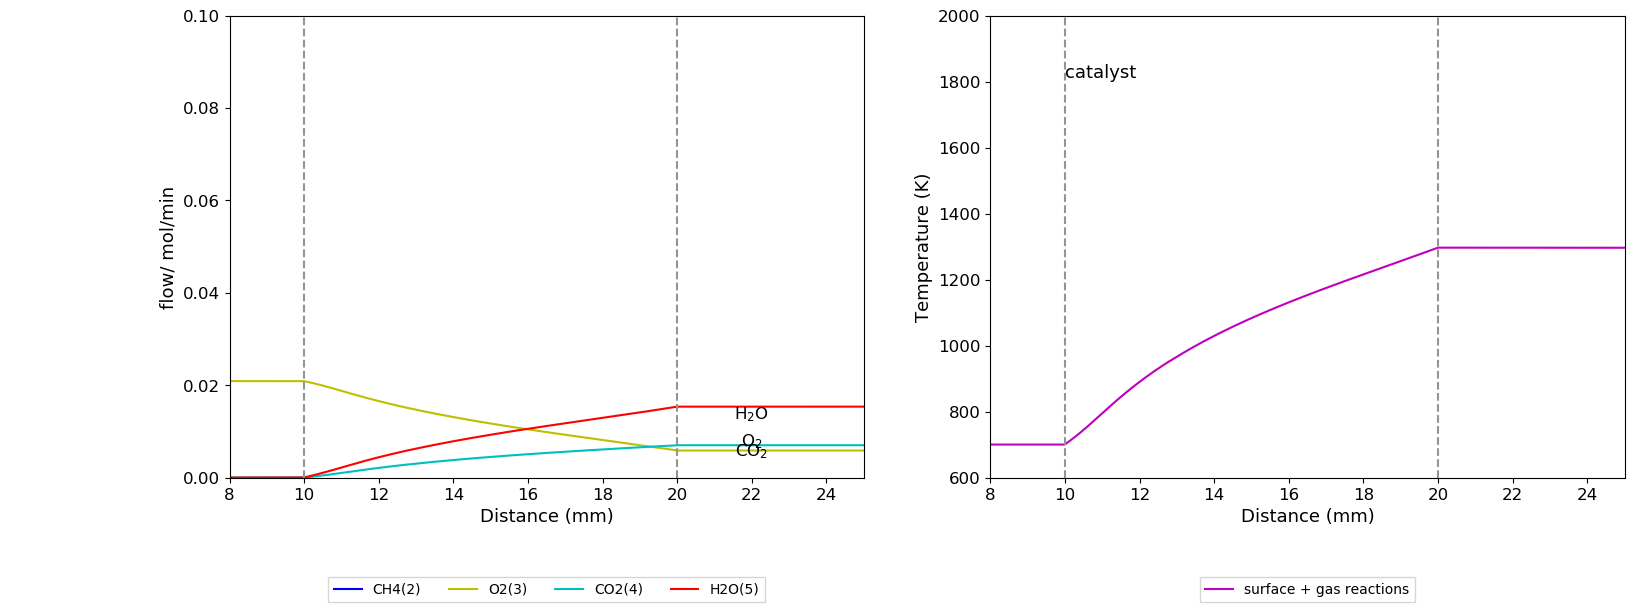 0.10
0.08
0.06
0.04
0.02
0.00
flow/ mol/min
H₂O
O₂
CO₂
8 10 12 14 16 18 20 22 24
Distance (mm)
CH4(2) O2(3) CO2(4) H2O(5)
2000
1800
1600
1400
1200
1000
800
600
Temperature (K)
catalyst
8 10 12 14 16 18 20 22 24
Distance (mm)
surface + gas reactions